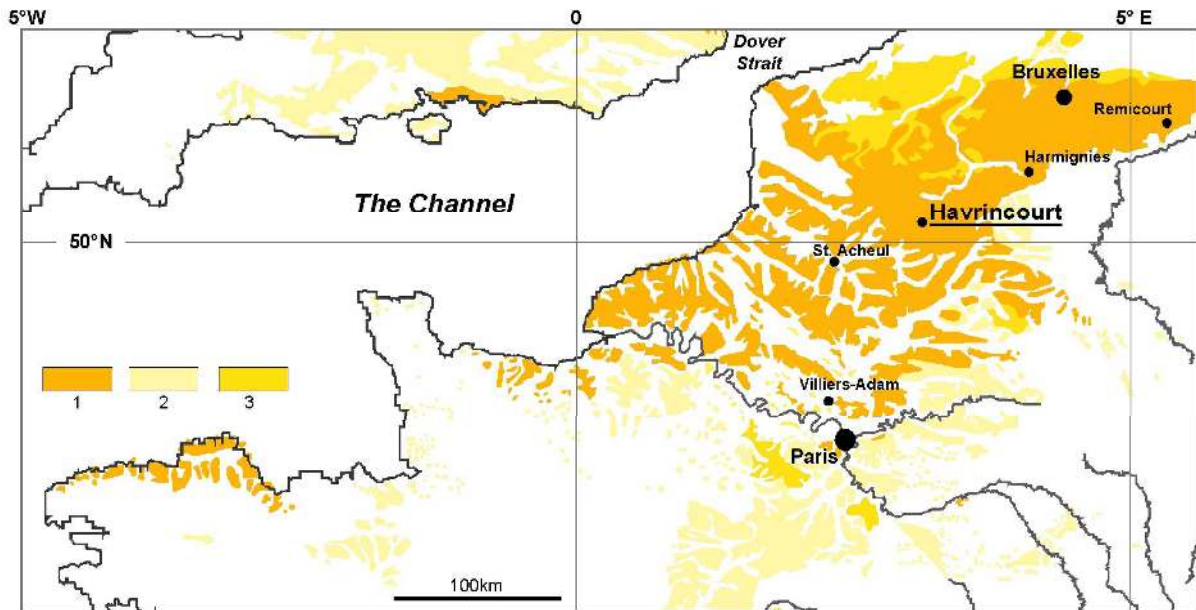 5°W
0
5° E
Dover
Strait
Bruxelles
Remicourt
Harmignies
The Channel
Havrincourt
50°N
St. Acheul
1
2
3
Villiers-Adam
Paris
100km